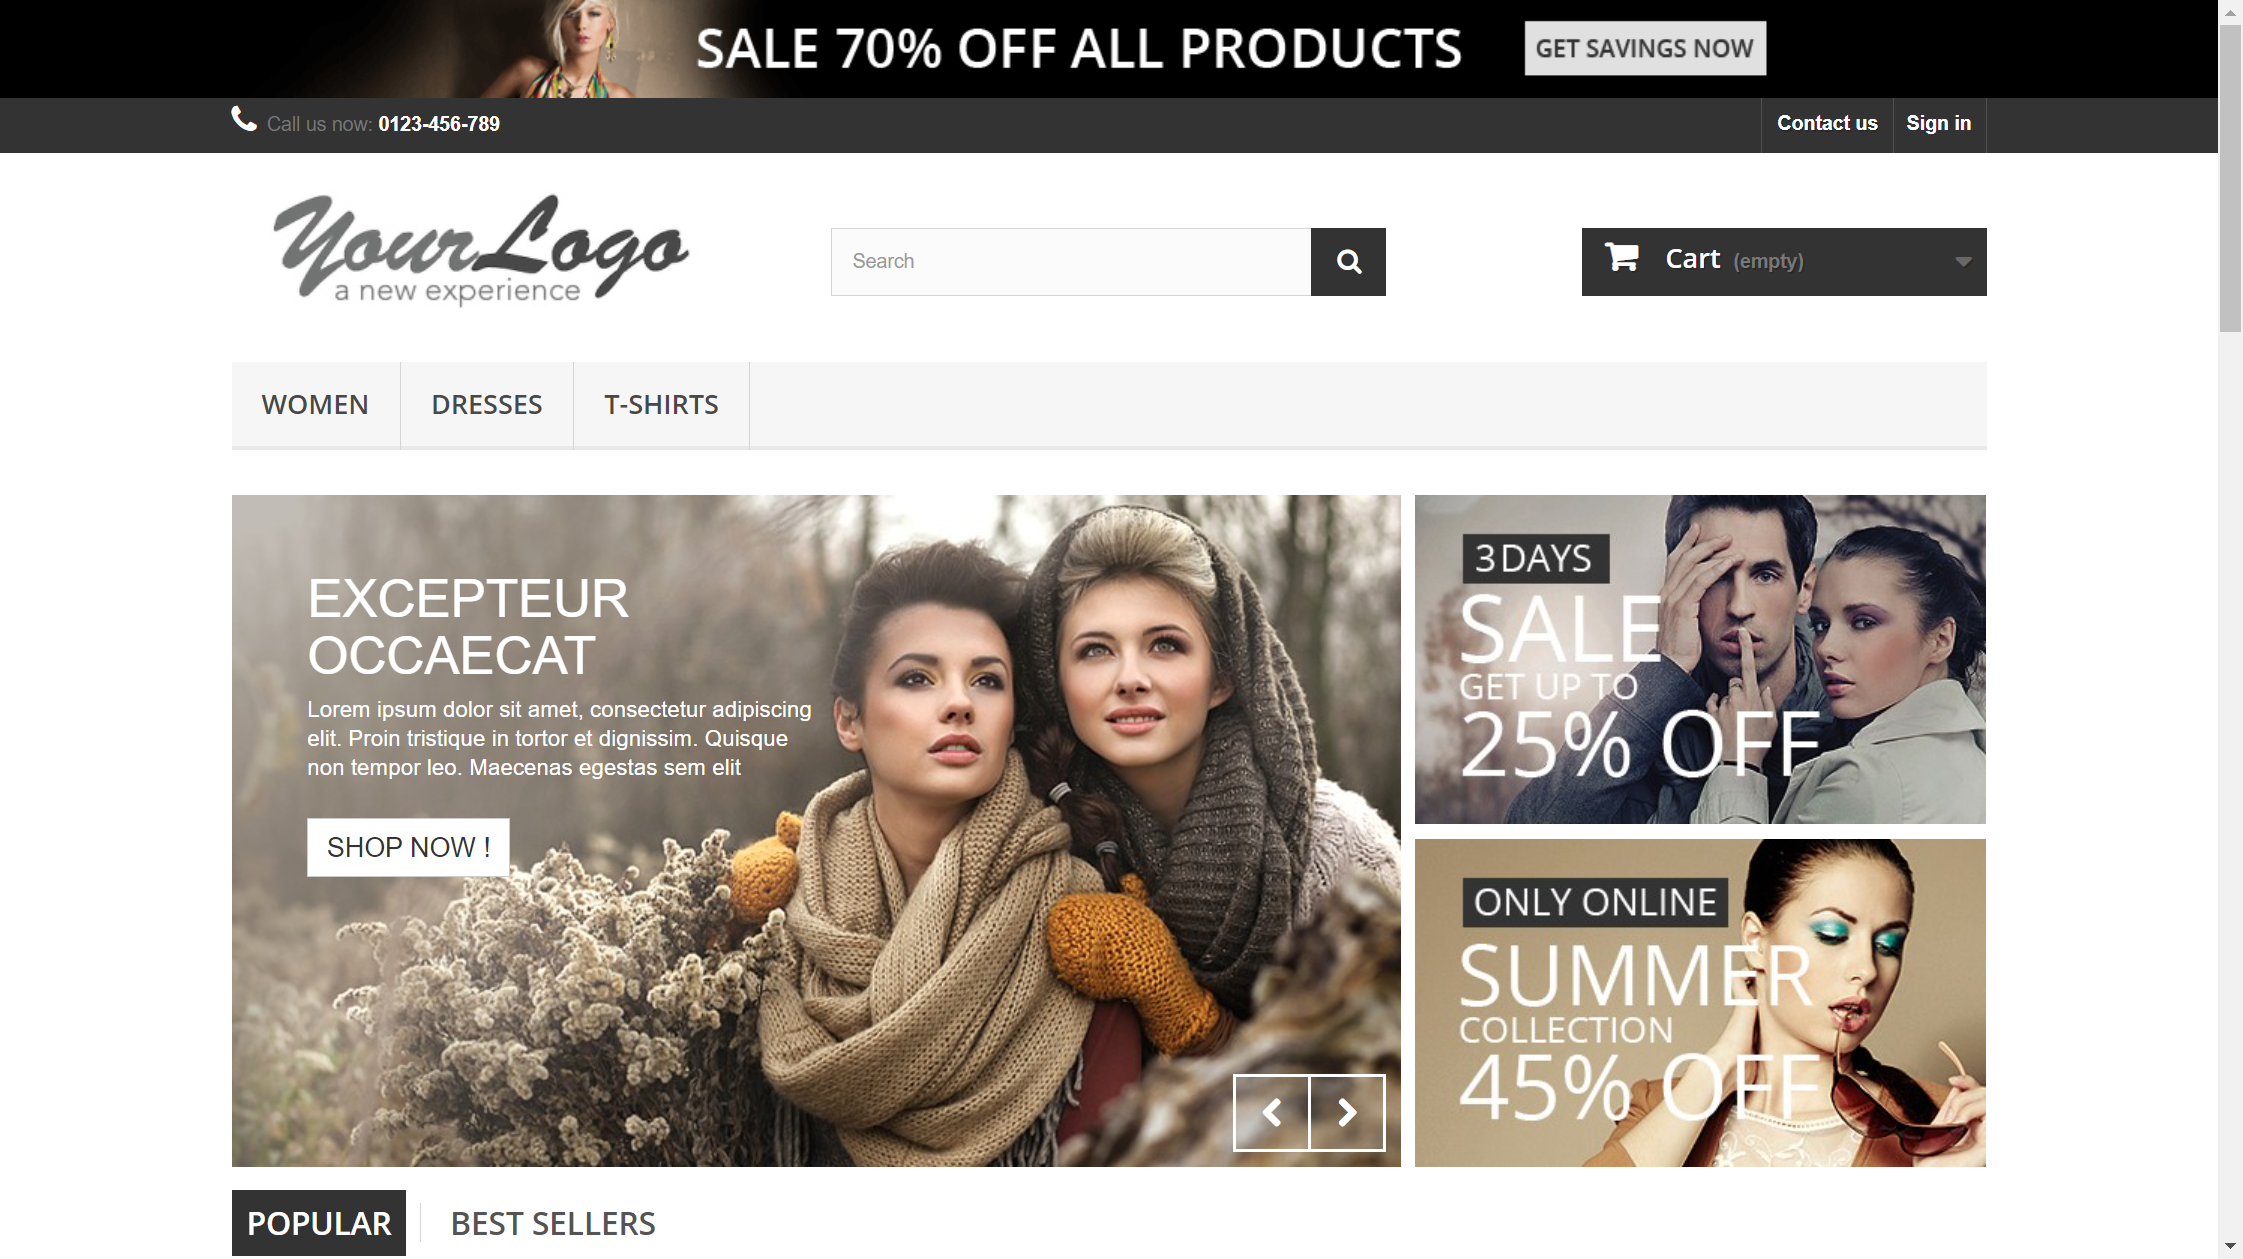 SALE 70% OFF ALL PRODUCTS
GET SAVINGS NOW
Call us now: 0123-456-789
Contact us
Sign in
YourLogo
a new experience
Search
Cart (empty)
WOMEN
DRESSES
T-SHIRTS
EXCEPTEUR
OCCAECAT
Lorem ipsum dolor sit amet, consectetur adipiscing
elit. Proin tristique in tortor et dignissim. Quisque
non tempor leo. Maecenas egestas sem elit
SHOP NOW !
3 DAYS
SALE
GET UP TO
25% OFF
ONLY ONLINE
SUMMER
COLLECTION
45% OFF
POPULAR
BEST SELLERS